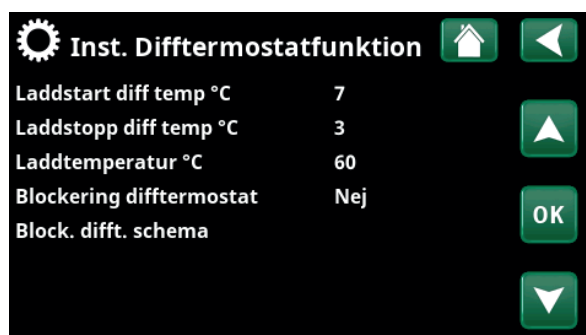 Inst. Difftermostatfunktion
Laddstart diff temp °C 7
Laddstopp diff temp °C 3
Laddtemperatur °C 60
Blockering difftermostat Nej
Block. difft. schema
OK